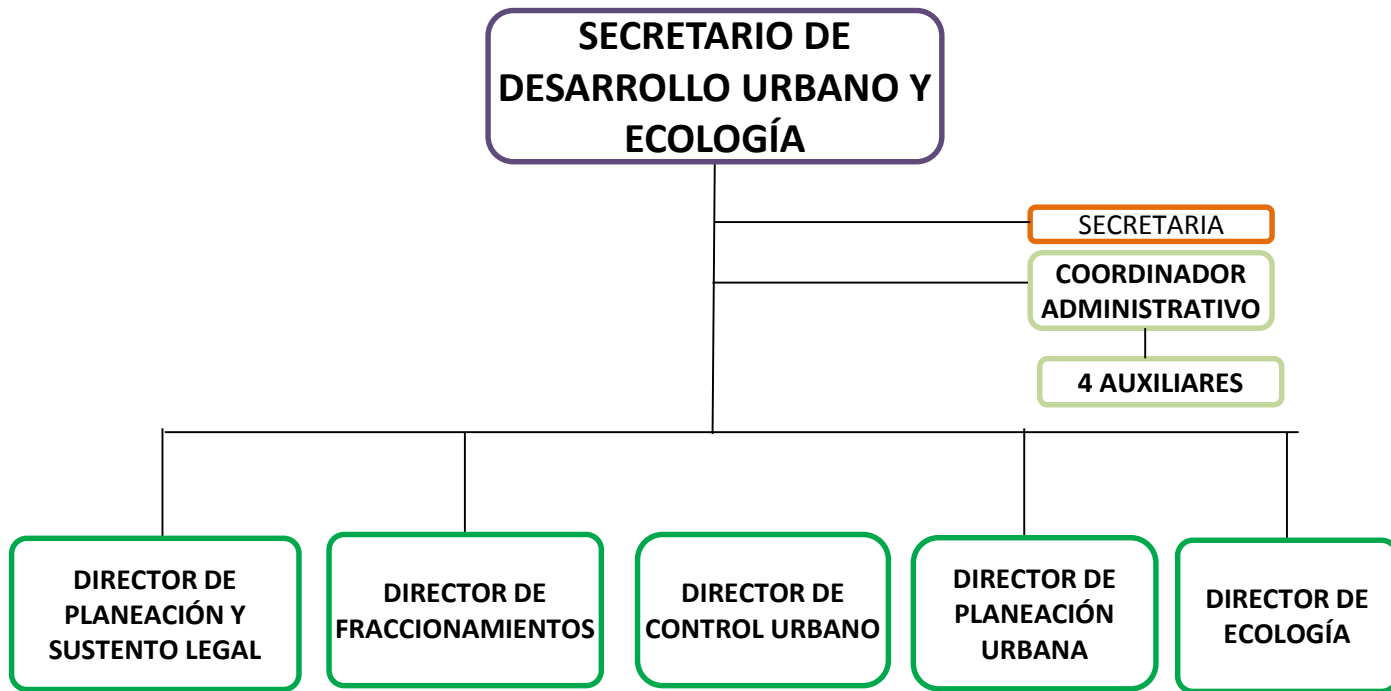 SECRETARIO DE
DESARROLLO URBANO Y
ECOLOGÍA
SECRETARIA
COORDINADOR
ADMINISTRATIVO
4 AUXILIARES
DIRECTOR DE
PLANEACIÓN Y
SUSTENTO LEGAL
DIRECTOR DE
FRACCIONAMIENTOS
DIRECTOR DE
CONTROL URBANO
DIRECTOR DE
PLANEACIÓN
URBANA
DIRECTOR DE
ECOLOGÍA